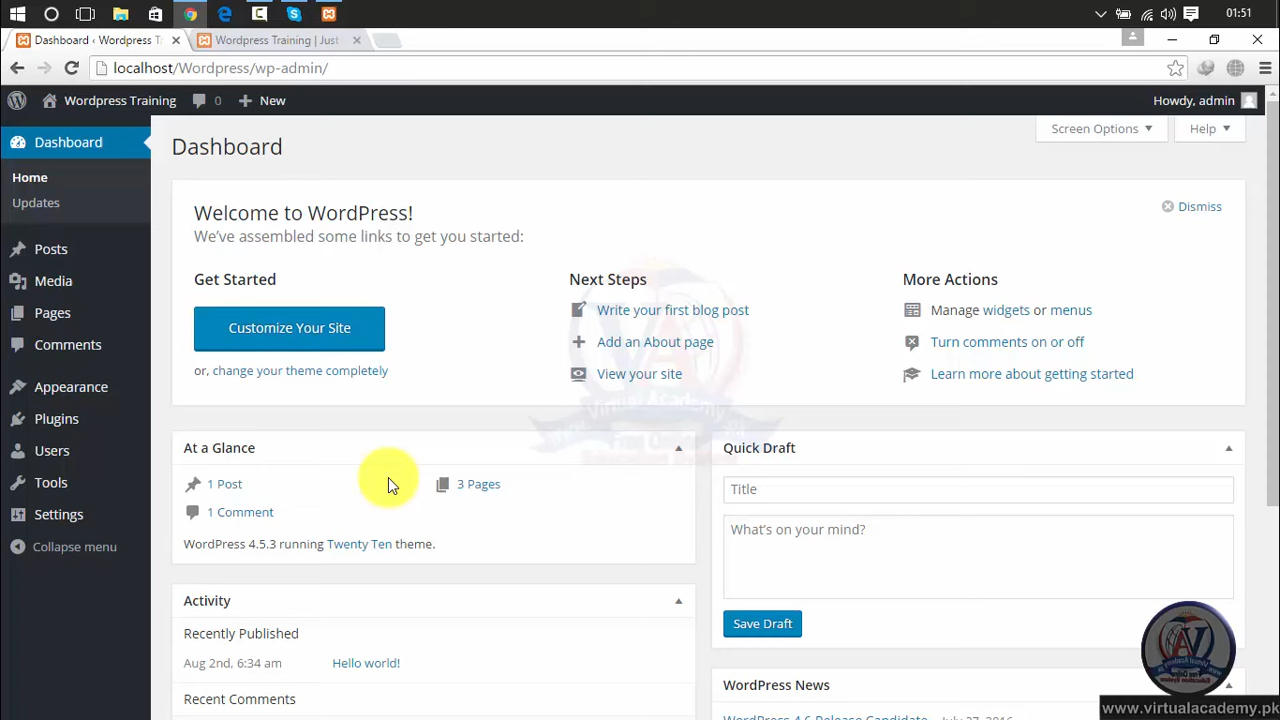 01:51
Dashboard ‹ Wordpress Tr
Wordpress Training | Just
localhost/Wordpress/wp-admin/
Wordpress Training
0
New
Howdy, admin
Dashboard
Screen Options
Help
Home
Updates
Posts
Media
Pages
Comments
Appearance
Plugins
Users
Tools
Settings
Collapse menu
Dashboard
Welcome to WordPress!
Dismiss
We've assembled some links to get you started:
Get Started
Customize Your Site
or, change your theme completely
Next Steps
Write your first blog post
Add an About page
View your site
More Actions
Manage widgets or menus
Turn comments on or off
Learn more about getting started
At a Glance
1 Post
3 Pages
1 Comment
WordPress 4.5.3 running Twenty Ten theme.
Activity
Recently Published
Aug 2nd, 6:34 am
Hello world!
Recent Comments
Quick Draft
Title
What's on your mind?
Save Draft
WordPress News
WordPress 4.6 Release Candidate July 27, 2016
Virtual Academy
www.virtualacademy.pk